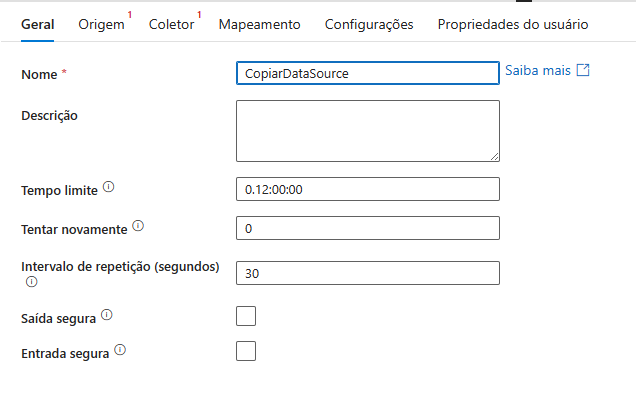 Geral Origem 1 Coletor 1 Mapeamento Configurações Propriedades do usuário
Nome * CopiarDataSource Saiba mais
Descrição
Tempo limite 0.12:00:00
Tentar novamente 0
Intervalo de repetição (segundos) 30
Saída segura
Entrada segura